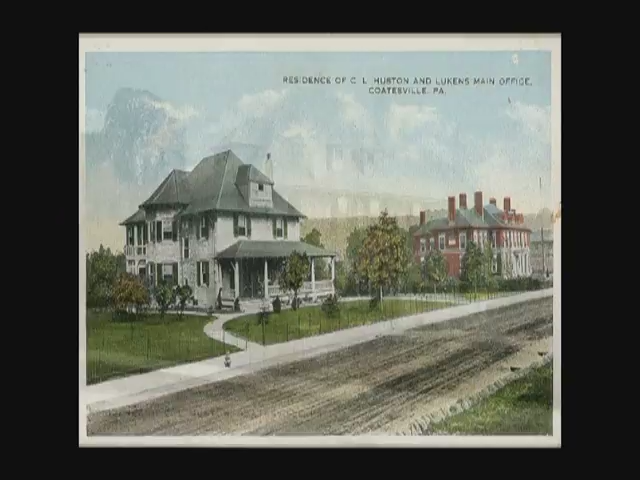 RESIDENCE OF C. L. HUSTON AND LUKENS MAIN OFFICE,
COATESVILLE, PA.